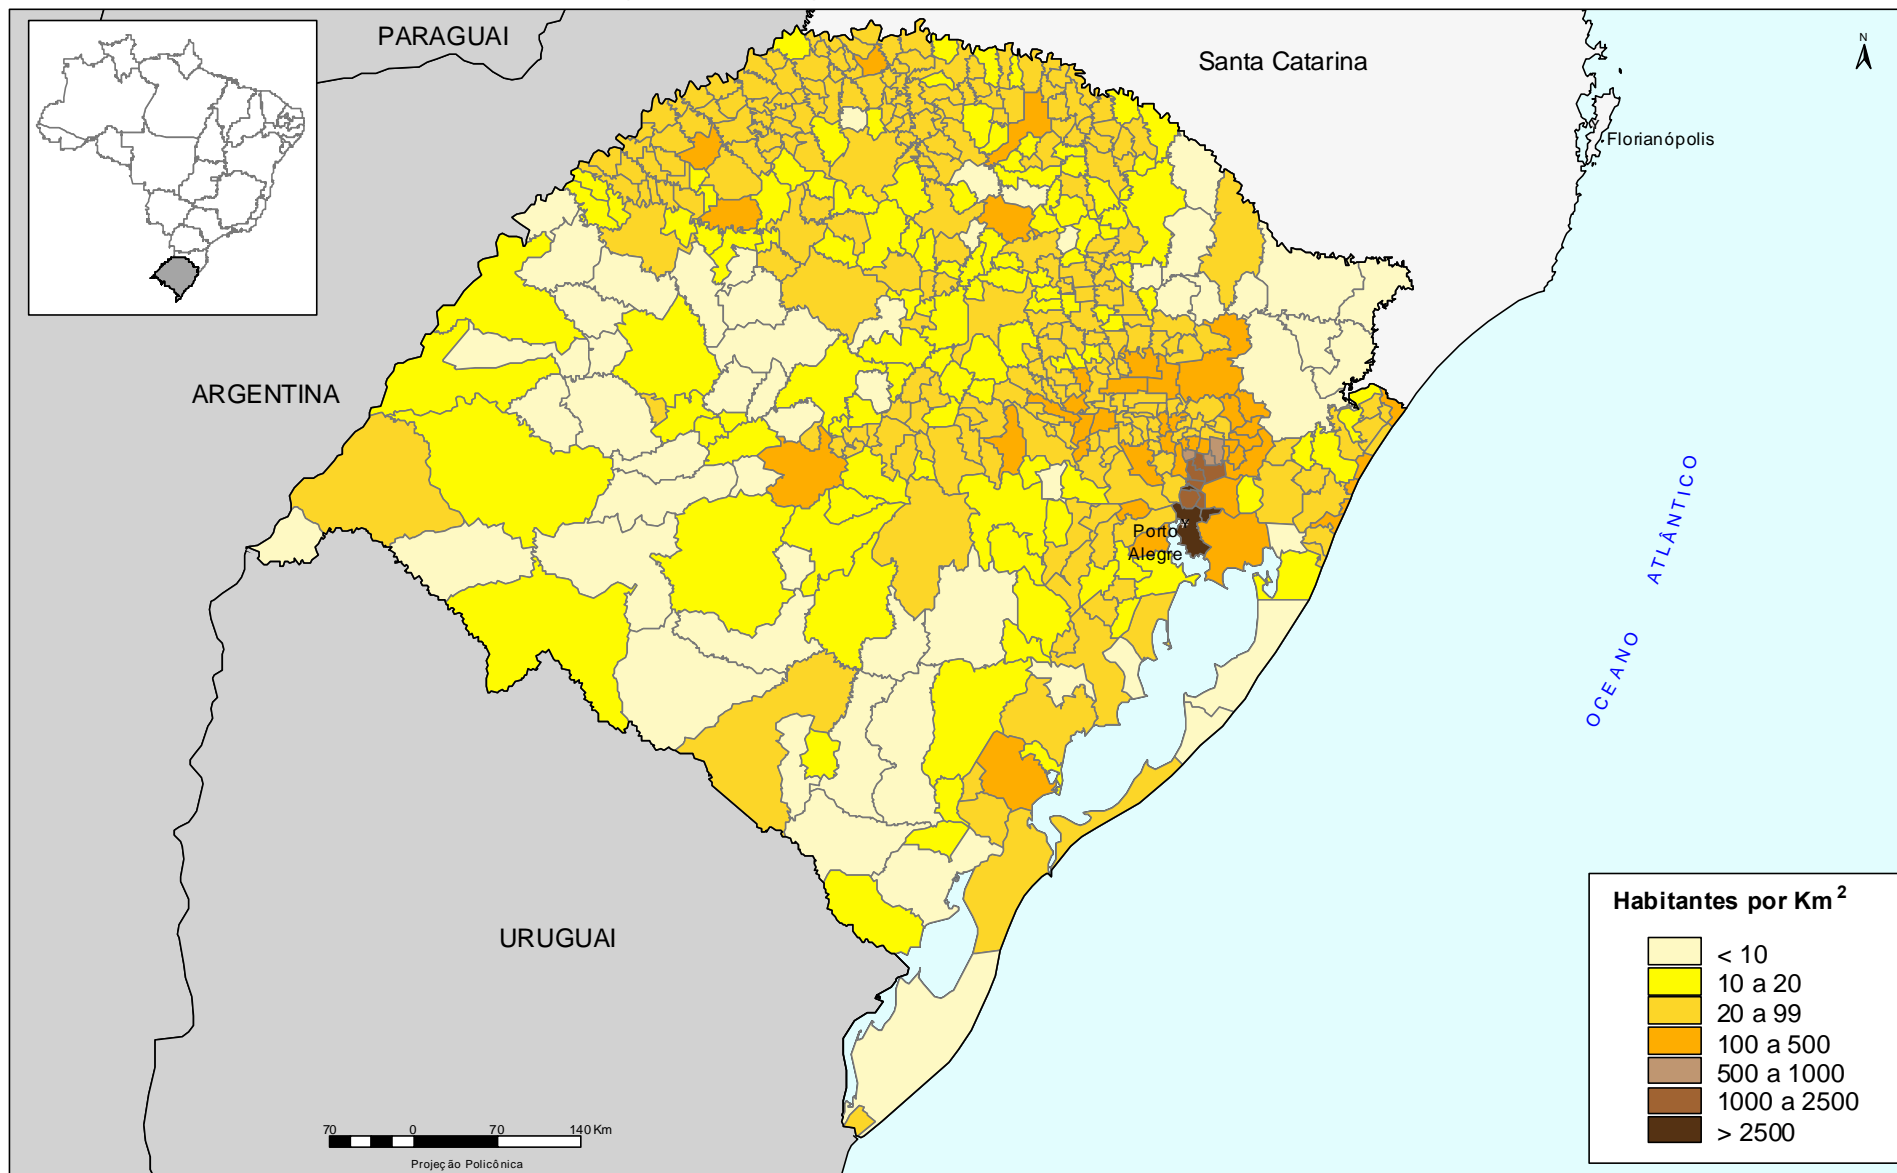 PARAGUAI
Santa Catarina
N
Florianópolis
ARGENTINA
Porto
Alegre
OCEANO ATLÂNTICO
URUGUAI
Habitantes por Km²
< 10
10 a 20
20 a 99
100 a 500
500 a 1000
1000 a 2500
> 2500
70 0 70 140 Km
Projeção Policônica